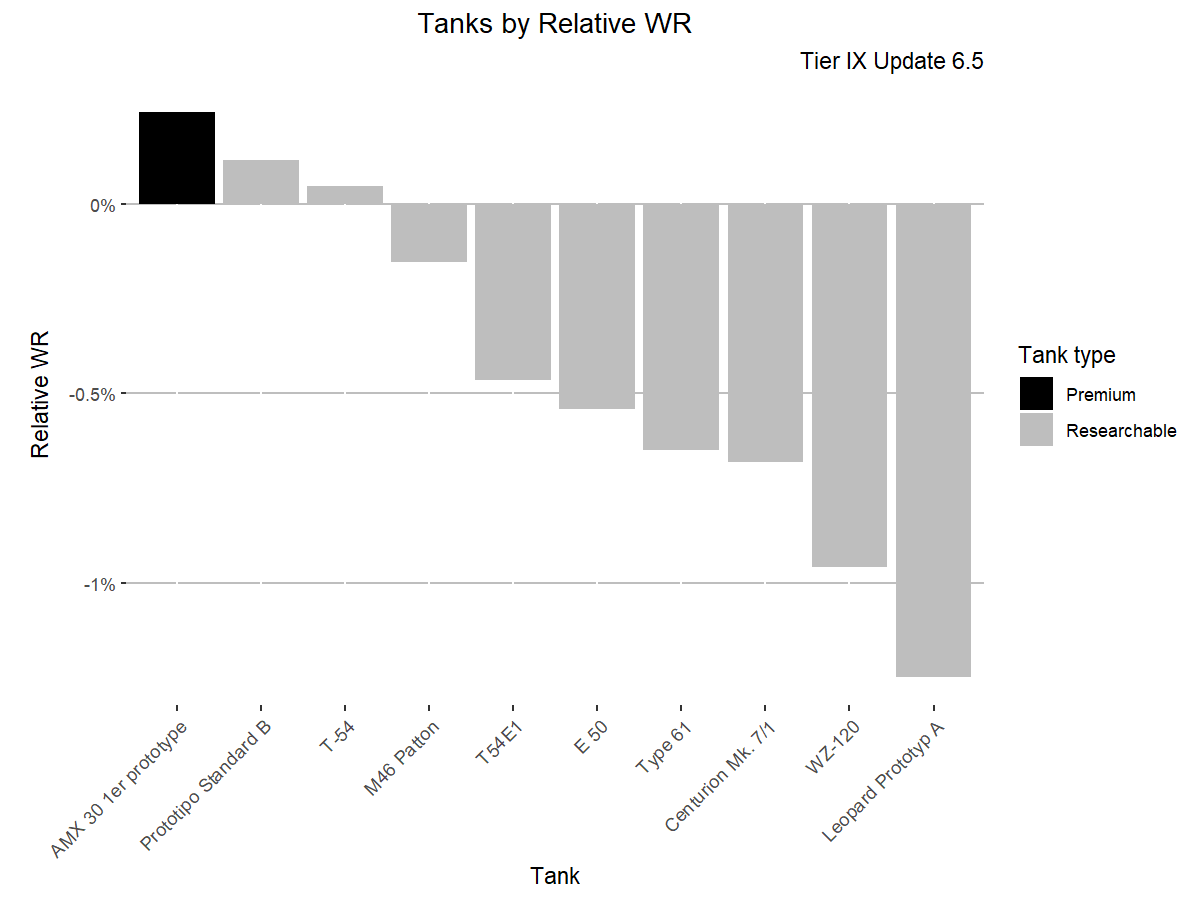 Tanks by Relative WR
Tier IX Update 6.5
Relative WR
0%
-0.5%
-1%
AMX 30 1er prototype
Prototipo Standard B
T-54
M46 Patton
T54E1
E 50
Type 61
Centurion Mk. 7/1
WZ-120
Leopard Prototyp A
Tank
Tank type
Premium
Researchable